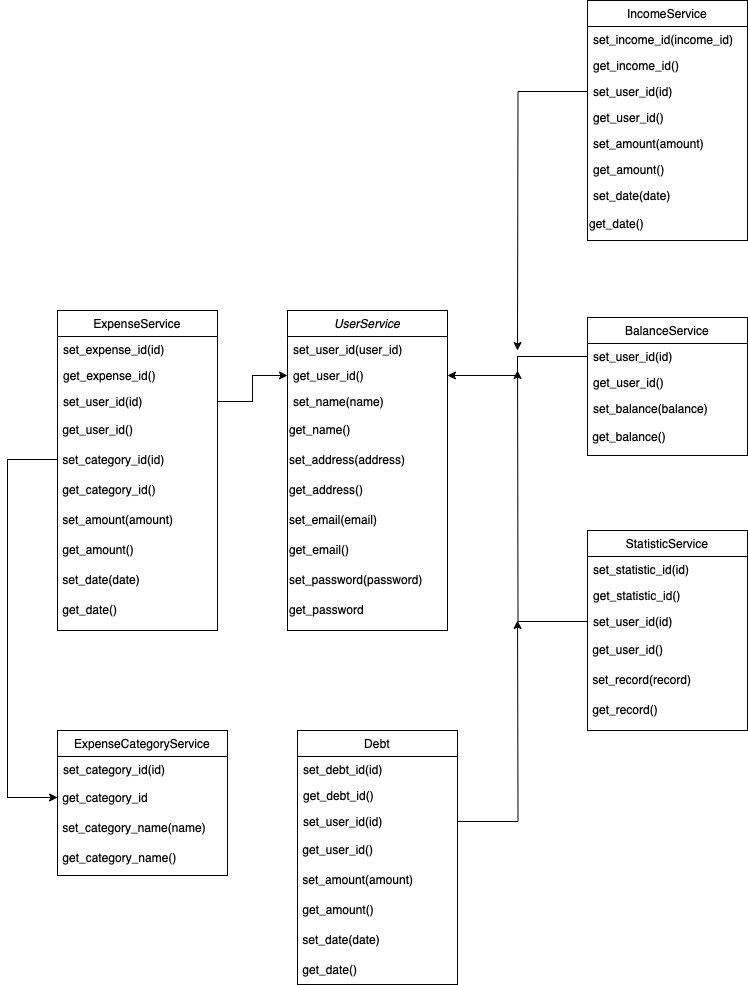 IncomeService
set_income_id(income_id)
get_income_id()
set_user_id(id)
get_user_id()
set_amount(amount)
get_amount()
set_date(date)
get_date()
ExpenseService
set_expense_id(id)
get_expense_id()
set_user_id(id)
get_user_id()
set_category_id(id)
get_category_id()
set_amount(amount)
get_amount()
set_date(date)
get_date()
UserService
set_user_id(user_id)
get_user_id()
set_name(name)
get_name()
set_address(address)
get_address()
set_email(email)
get_email()
set_password(password)
get_password
BalanceService
set_user_id(id)
get_user_id()
set_balance(balance)
get_balance()
StatisticService
set_statistic_id(id)
get_statistic_id()
set_user_id(id)
get_user_id()
set_record(record)
get_record()
ExpenseCategoryService
set_category_id(id)
get_category_id
set_category_name(name)
get_category_name()
Debt
set_debt_id(id)
get_debt_id()
set_user_id(id)
get_user_id()
set_amount(amount)
get_amount()
set_date(date)
get_date()